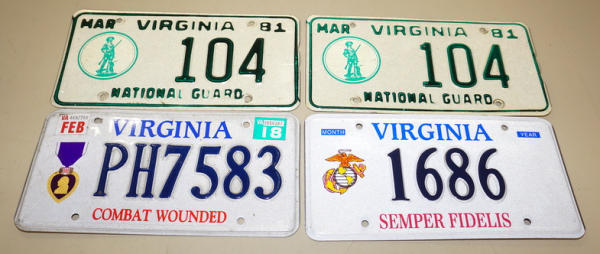 MAR VIRGINIA 81
104
NATIONAL GUARD
MAR VIRGINIA 81
104
NATIONAL GUARD
FEB VIRGINIA 18
PH7583
COMBAT WOUNDED
MONTH VIRGINIA YEAR
1686
SEMPER FIDELIS